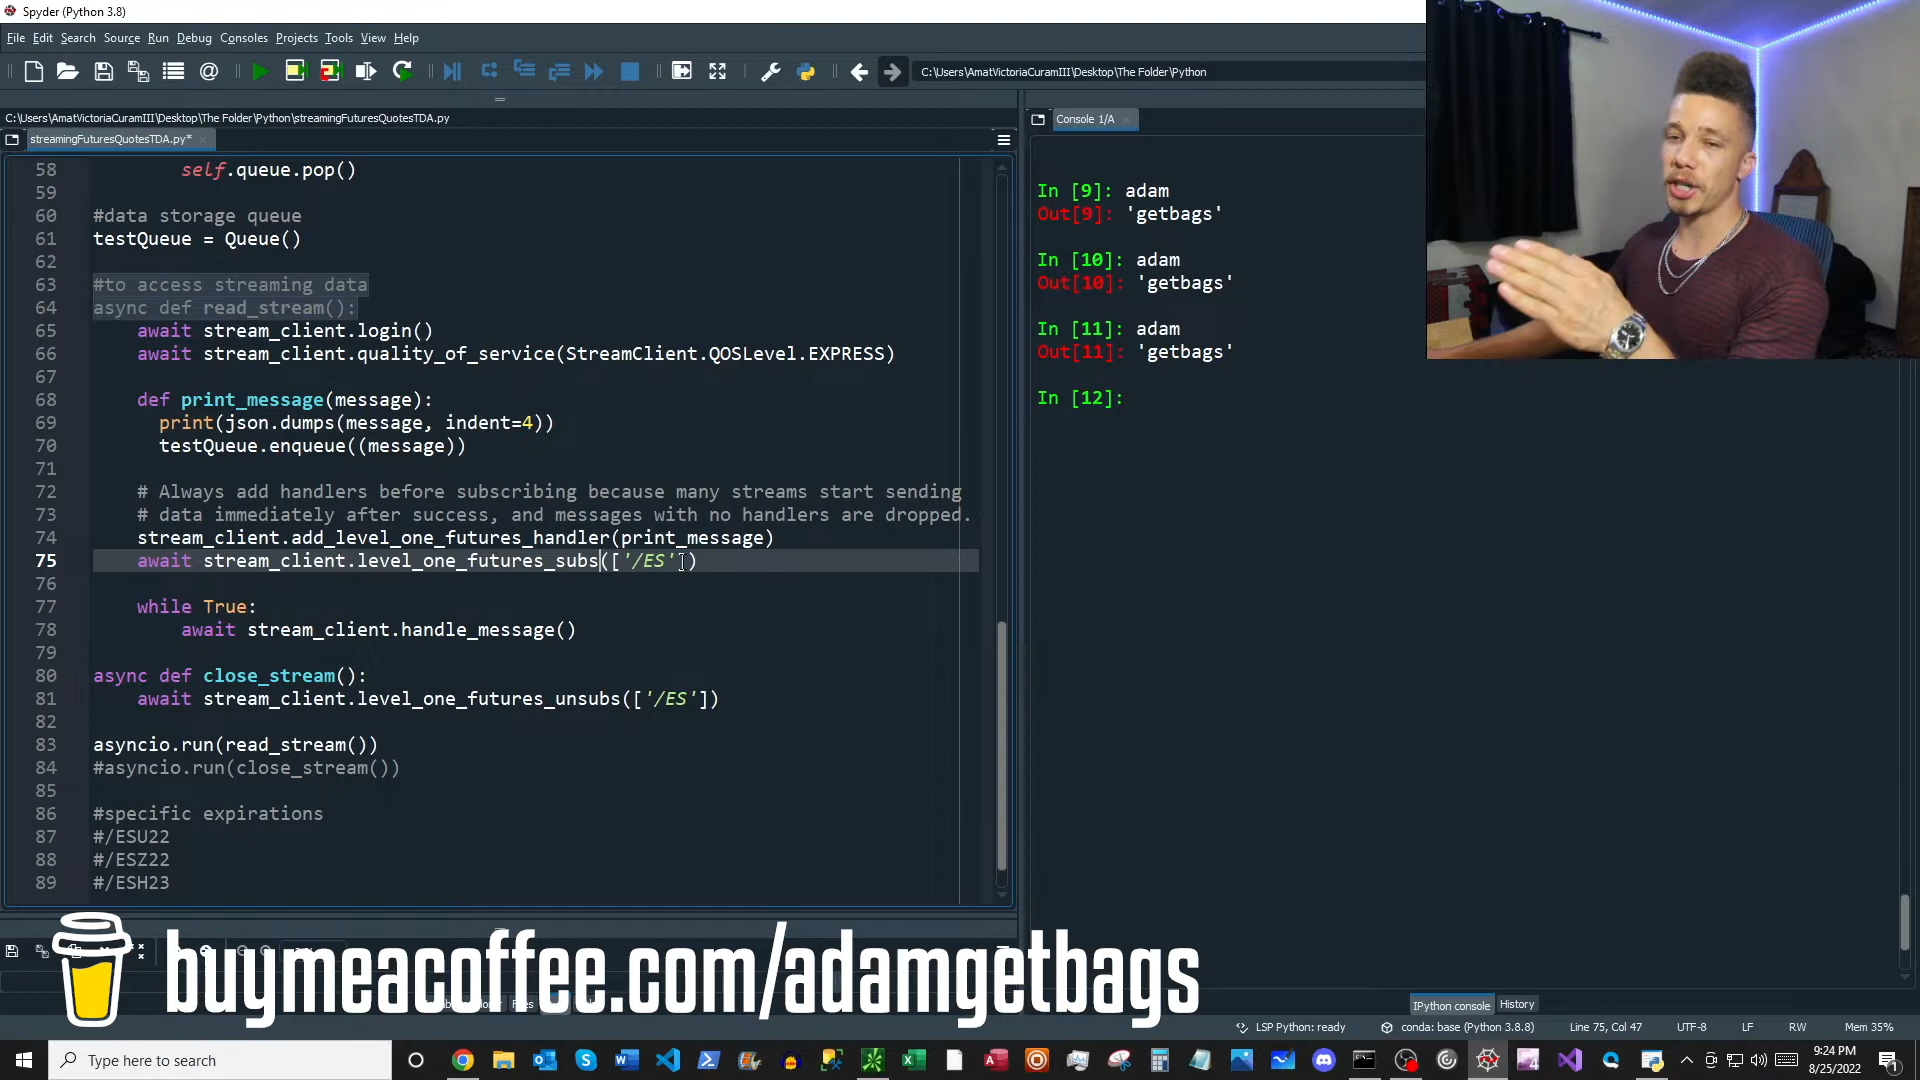 Spyder (Python 3.8)
File Edit Search Source Run Debug Consoles Projects Tools View Help
C:\Users\AmatVictoriaCuramIII\Desktop\The Folder\Python
C:\Users\AmatVictoriaCuramIII\Desktop\The Folder\Python\streamingFuturesQuotesTDA.py
streamingFuturesQuotesTDA.py*
58 self.queue.pop()
59
60 #data storage queue
61 testQueue = Queue()
62
63 #to access streaming data
64 async def read_stream():
65 await stream_client.login()
66 await stream_client.quality_of_service(StreamClient.QOSLevel.EXPRESS)
67
68 def print_message(message):
69 print(json.dumps(message, indent=4))
70 testQueue.enqueue((message))
71
72 # Always add handlers before subscribing because many streams start sending
73 # data immediately after success, and messages with no handlers are dropped.
74 stream_client.add_level_one_futures_handler(print_message)
75 await stream_client.level_one_futures_subs(['/ES'])
76
77 while True:
78 await stream_client.handle_message()
79
80 async def close_stream():
81 await stream_client.level_one_futures_unsubs(['/ES'])
82
83 asyncio.run(read_stream())
84 #asyncio.run(close_stream())
85
86 #specific expirations
87 #/ESU22
88 #/ESZ22
89 #/ESH23
Console 1/A
In [9]: adam
Out[9]: 'getbags'
In [10]: adam
Out[10]: 'getbags'
In [11]: adam
Out[11]: 'getbags'
In [12]:
buymeacoffee.com/adamgetbags
Files
IPython console History
LSP Python: ready conda: base (Python 3.8.8) Line 75, Col 47 UTF-8 LF RW Mem 35%
Type here to search
9:24 PM
8/25/2022